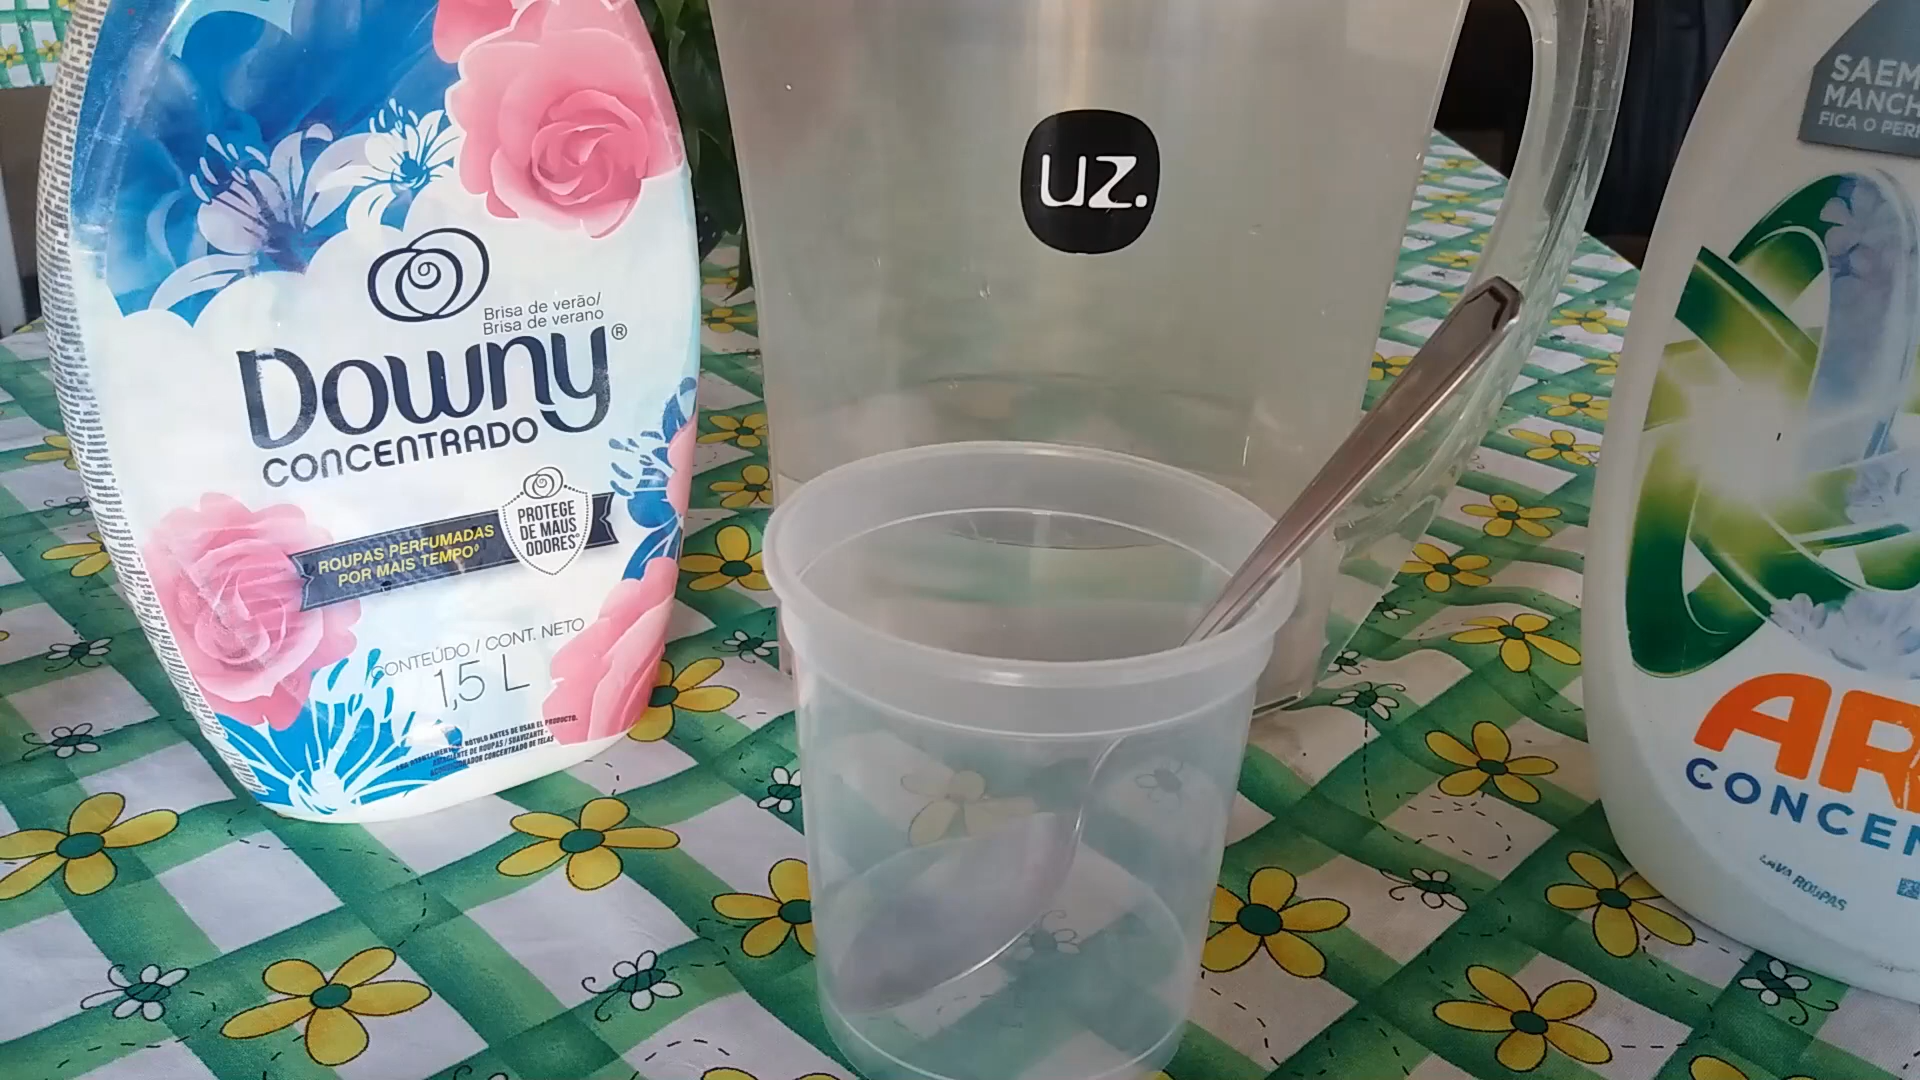 Brisa de verão/
Brisa de verano
Downy®
CONCENTRADO
PROTEGE
DE MAUS
ODORES
ROUPAS PERFUMADAS
POR MAIS TEMPO
CONTEÚDO / CONT. NETO
1,5 L
uz.
SAEM
MANCH
FICA O PER
AR
CONCEN
LAVA ROUPAS